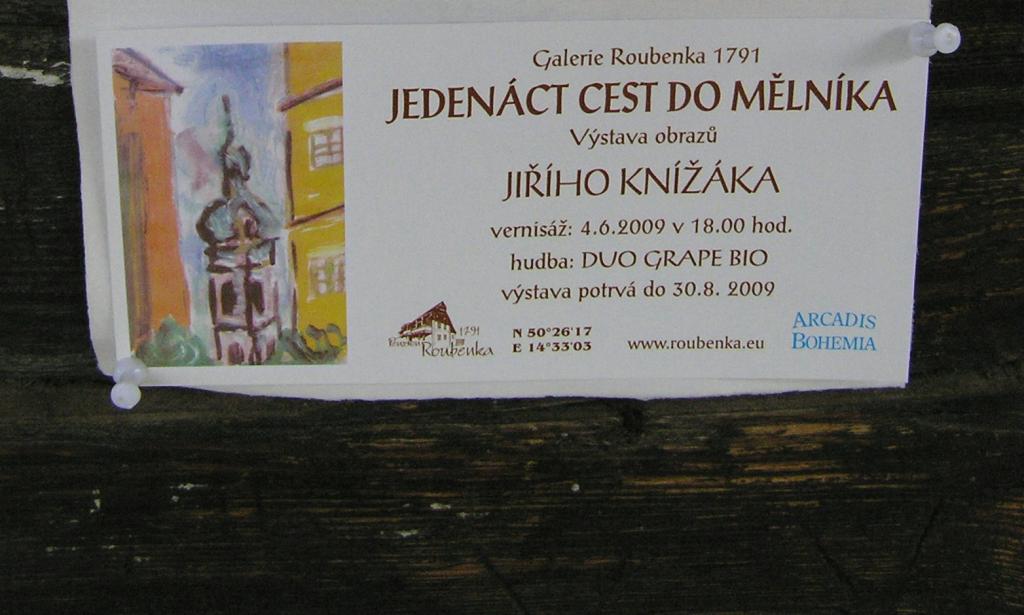 Galerie Roubenka 1791
JEDENÁCT CEST DO MĚLNÍKA
Výstava obrazů
JIŘÍHO KNÍŽÁKA
vernisáž: 4.6.2009 v 18.00 hod.
hudba: DUO GRAPE BIO
výstava potrvá do 30.8. 2009
1791
Roubenka
N 50°26'17
E 14°33'03
www.roubenka.eu
ARCADIS
BOHEMIA